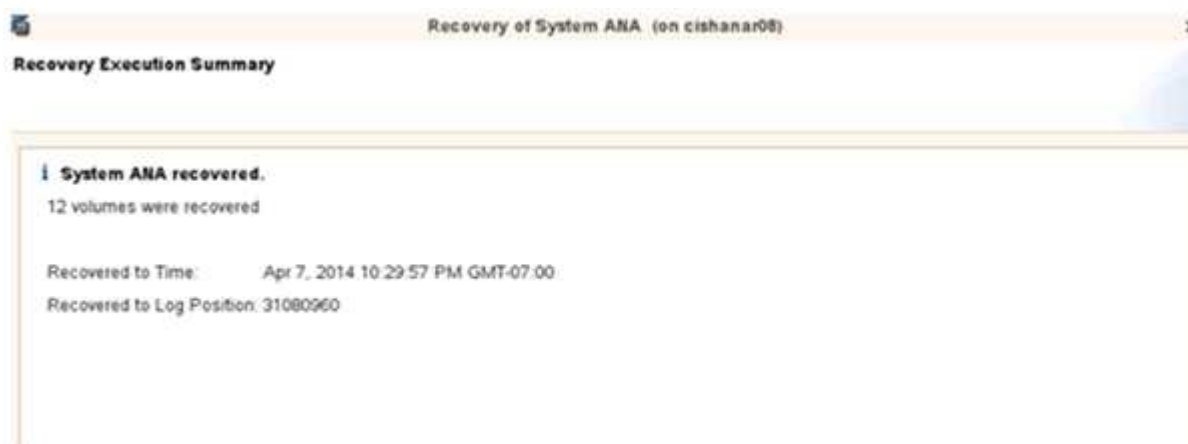 Recovery of System ANA (on cishanar08)
Recovery Execution Summary
i System ANA recovered.
12 volumes were recovered
Recovered to Time: Apr 7, 2014 10:29:57 PM GMT-07:00
Recovered to Log Position: 31080960